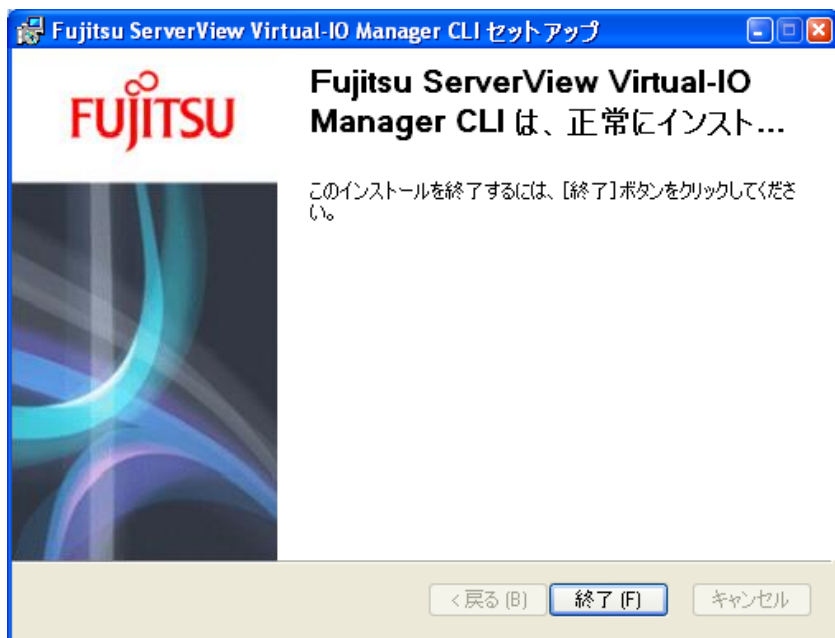 Fujitsu ServerView Virtual-IO Manager CLI セットアップ
FUJITSU
Fujitsu ServerView Virtual-IO
Manager CLI は、正常にインスト...
このインストールを終了するには、[終了]ボタンをクリックしてくださ
い。
< 戻る (B)
終了 (F)
キャンセル